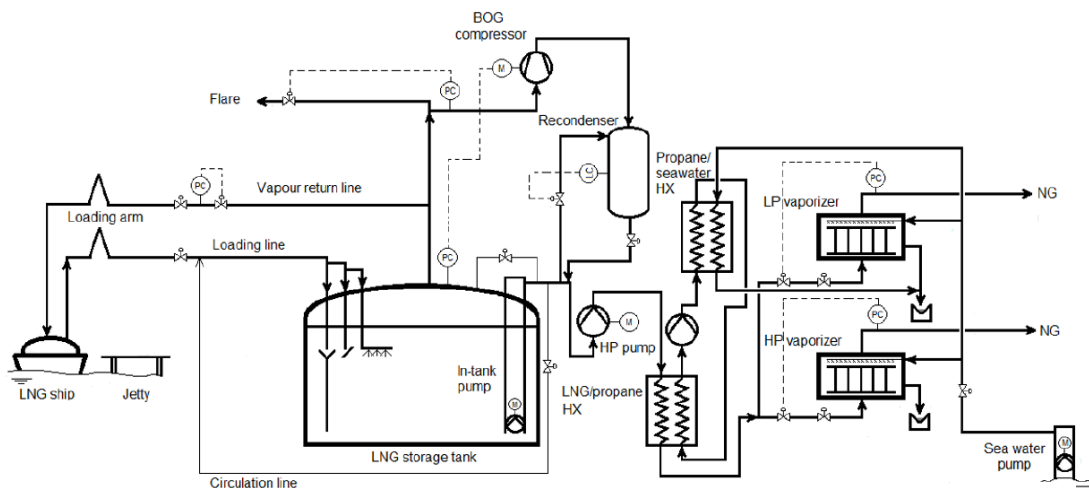 BOG
compressor
M
PC
Flare
Recondenser
LC
Propane/
seawater
HX
PC
NG
PC
Vapour return line
LP vaporizer
Loading arm
Loading line
PC
PC
NG
M
HP pump
HP vaporizer
In-tank
pump
LNG/propane
HX
LNG ship
Jetty
M
M
LNG storage tank
Sea water
pump
Circulation line